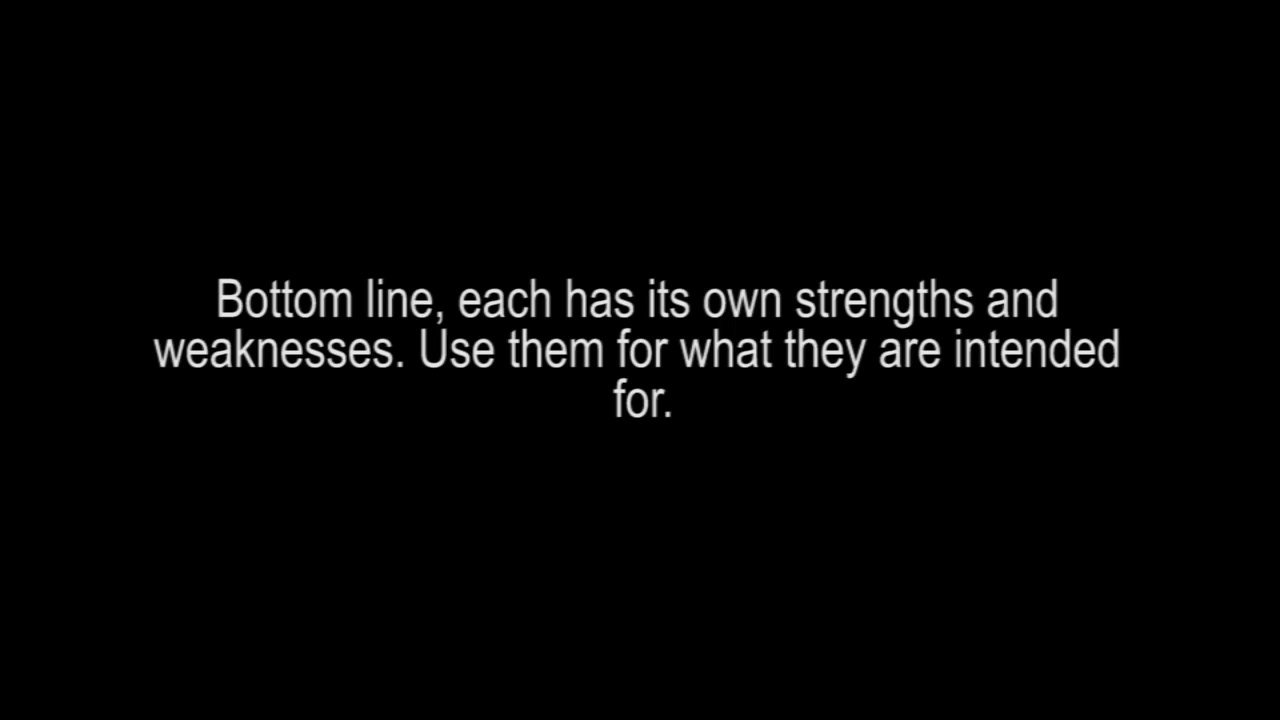 Bottom line, each has its own strengths and
weaknesses. Use them for what they are intended
for.